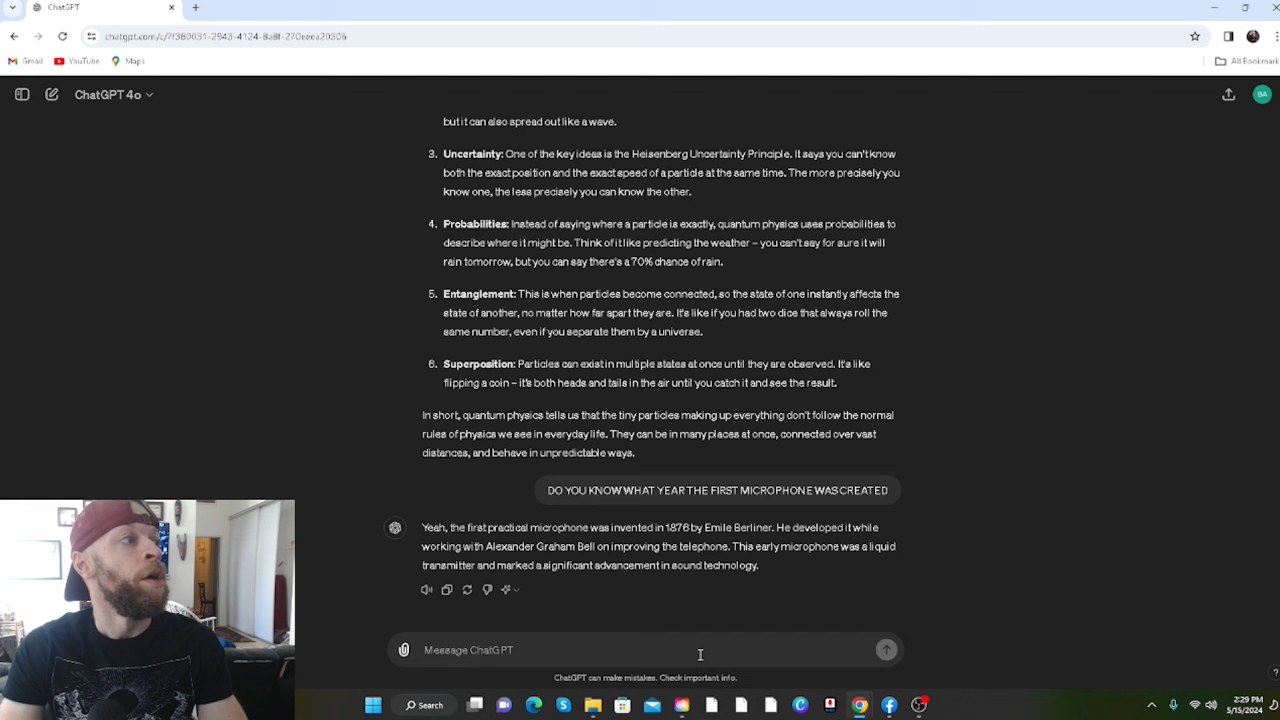 ChatGPT
chatgpt.com/c/7f380031-2943-4124-8a8f-270eeea20306
Gmail YouTube Maps All Bookmark
ChatGPT 4o BA
but it can also spread out like a wave.
3. Uncertainty: One of the key ideas is the Heisenberg Uncertainty Principle. It says you can't know
both the exact position and the exact speed of a particle at the same time. The more precisely you
know one, the less precisely you can know the other.
4. Probabilities: Instead of saying where a particle is exactly, quantum physics uses probabilities to
describe where it might be. Think of it like predicting the weather – you can't say for sure it will
rain tomorrow, but you can say there's a 70% chance of rain.
5. Entanglement: This is when particles become connected, so the state of one instantly affects the
state of another, no matter how far apart they are. It's like if you had two dice that always roll the
same number, even if you separate them by a universe.
6. Superposition: Particles can exist in multiple states at once until they are observed. It's like
flipping a coin – it's both heads and tails in the air until you catch it and see the result.
In short, quantum physics tells us that the tiny particles making up everything don't follow the normal
rules of physics we see in everyday life. They can be in many places at once, connected over vast
distances, and behave in unpredictable ways.
DO YOU KNOW WHAT YEAR THE FIRST MICROPHONE WAS CREATED
Yeah, the first practical microphone was invented in 1876 by Emile Berliner. He developed it while
working with Alexander Graham Bell on improving the telephone. This early microphone was a liquid
transmitter and marked a significant advancement in sound technology.
Message ChatGPT
ChatGPT can make mistakes. Check important info.
?
Search
2:29 PM
5/15/2024